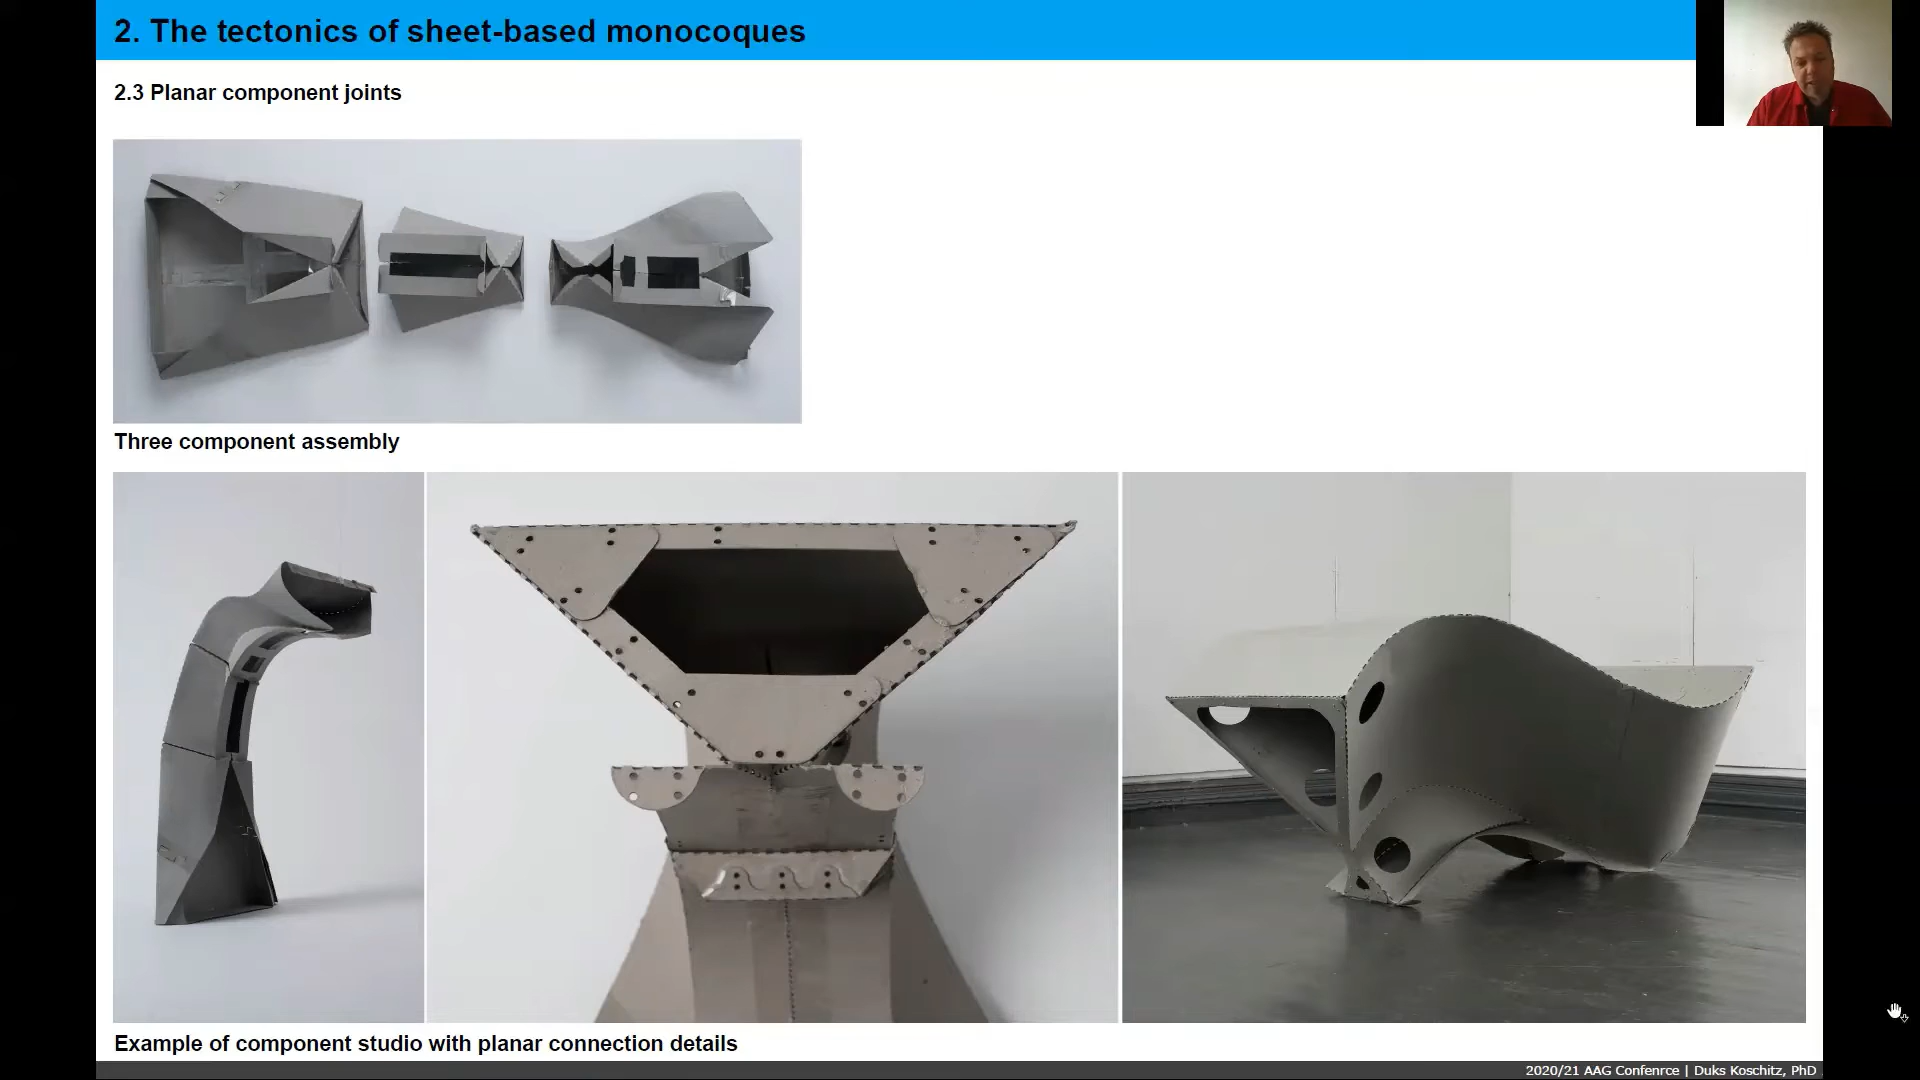 2. The tectonics of sheet-based monocoques
2.3 Planar component joints
Three component assembly
Example of component studio with planar connection details
2020/21 AAG Confenrce | Duks Koschitz, PhD